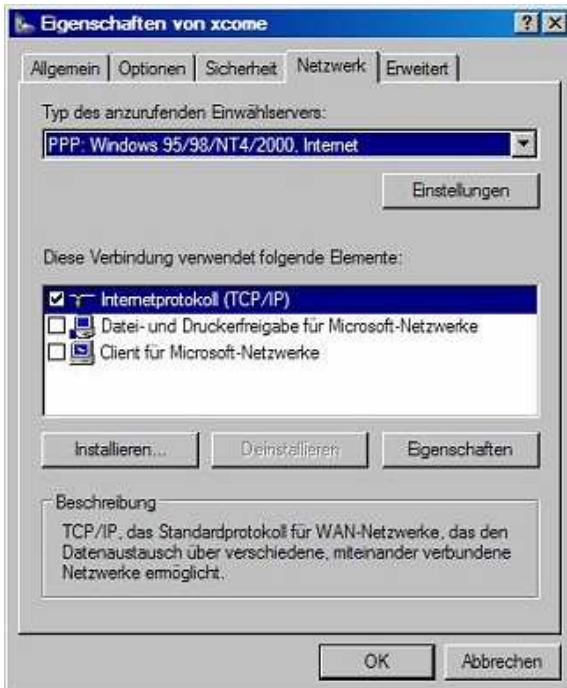 Eigenschaften von xcome
Allgemein Optionen Sicherheit Netzwerk Erweitert
Typ des anzurufenden Einwählservers:
PPP: Windows 95/98/NT4/2000, Internet
Einstellungen
Diese Verbindung verwendet folgende Elemente:
Internetprotokoll (TCP/IP)
Datei- und Druckerfreigabe für Microsoft-Netzwerke
Client für Microsoft-Netzwerke
Installieren... Deinstallieren Eigenschaften
Beschreibung
TCP/IP, das Standardprotokoll für WAN-Netzwerke, das den
Datenaustausch über verschiedene, miteinander verbundene
Netzwerke ermöglicht.
OK Abbrechen